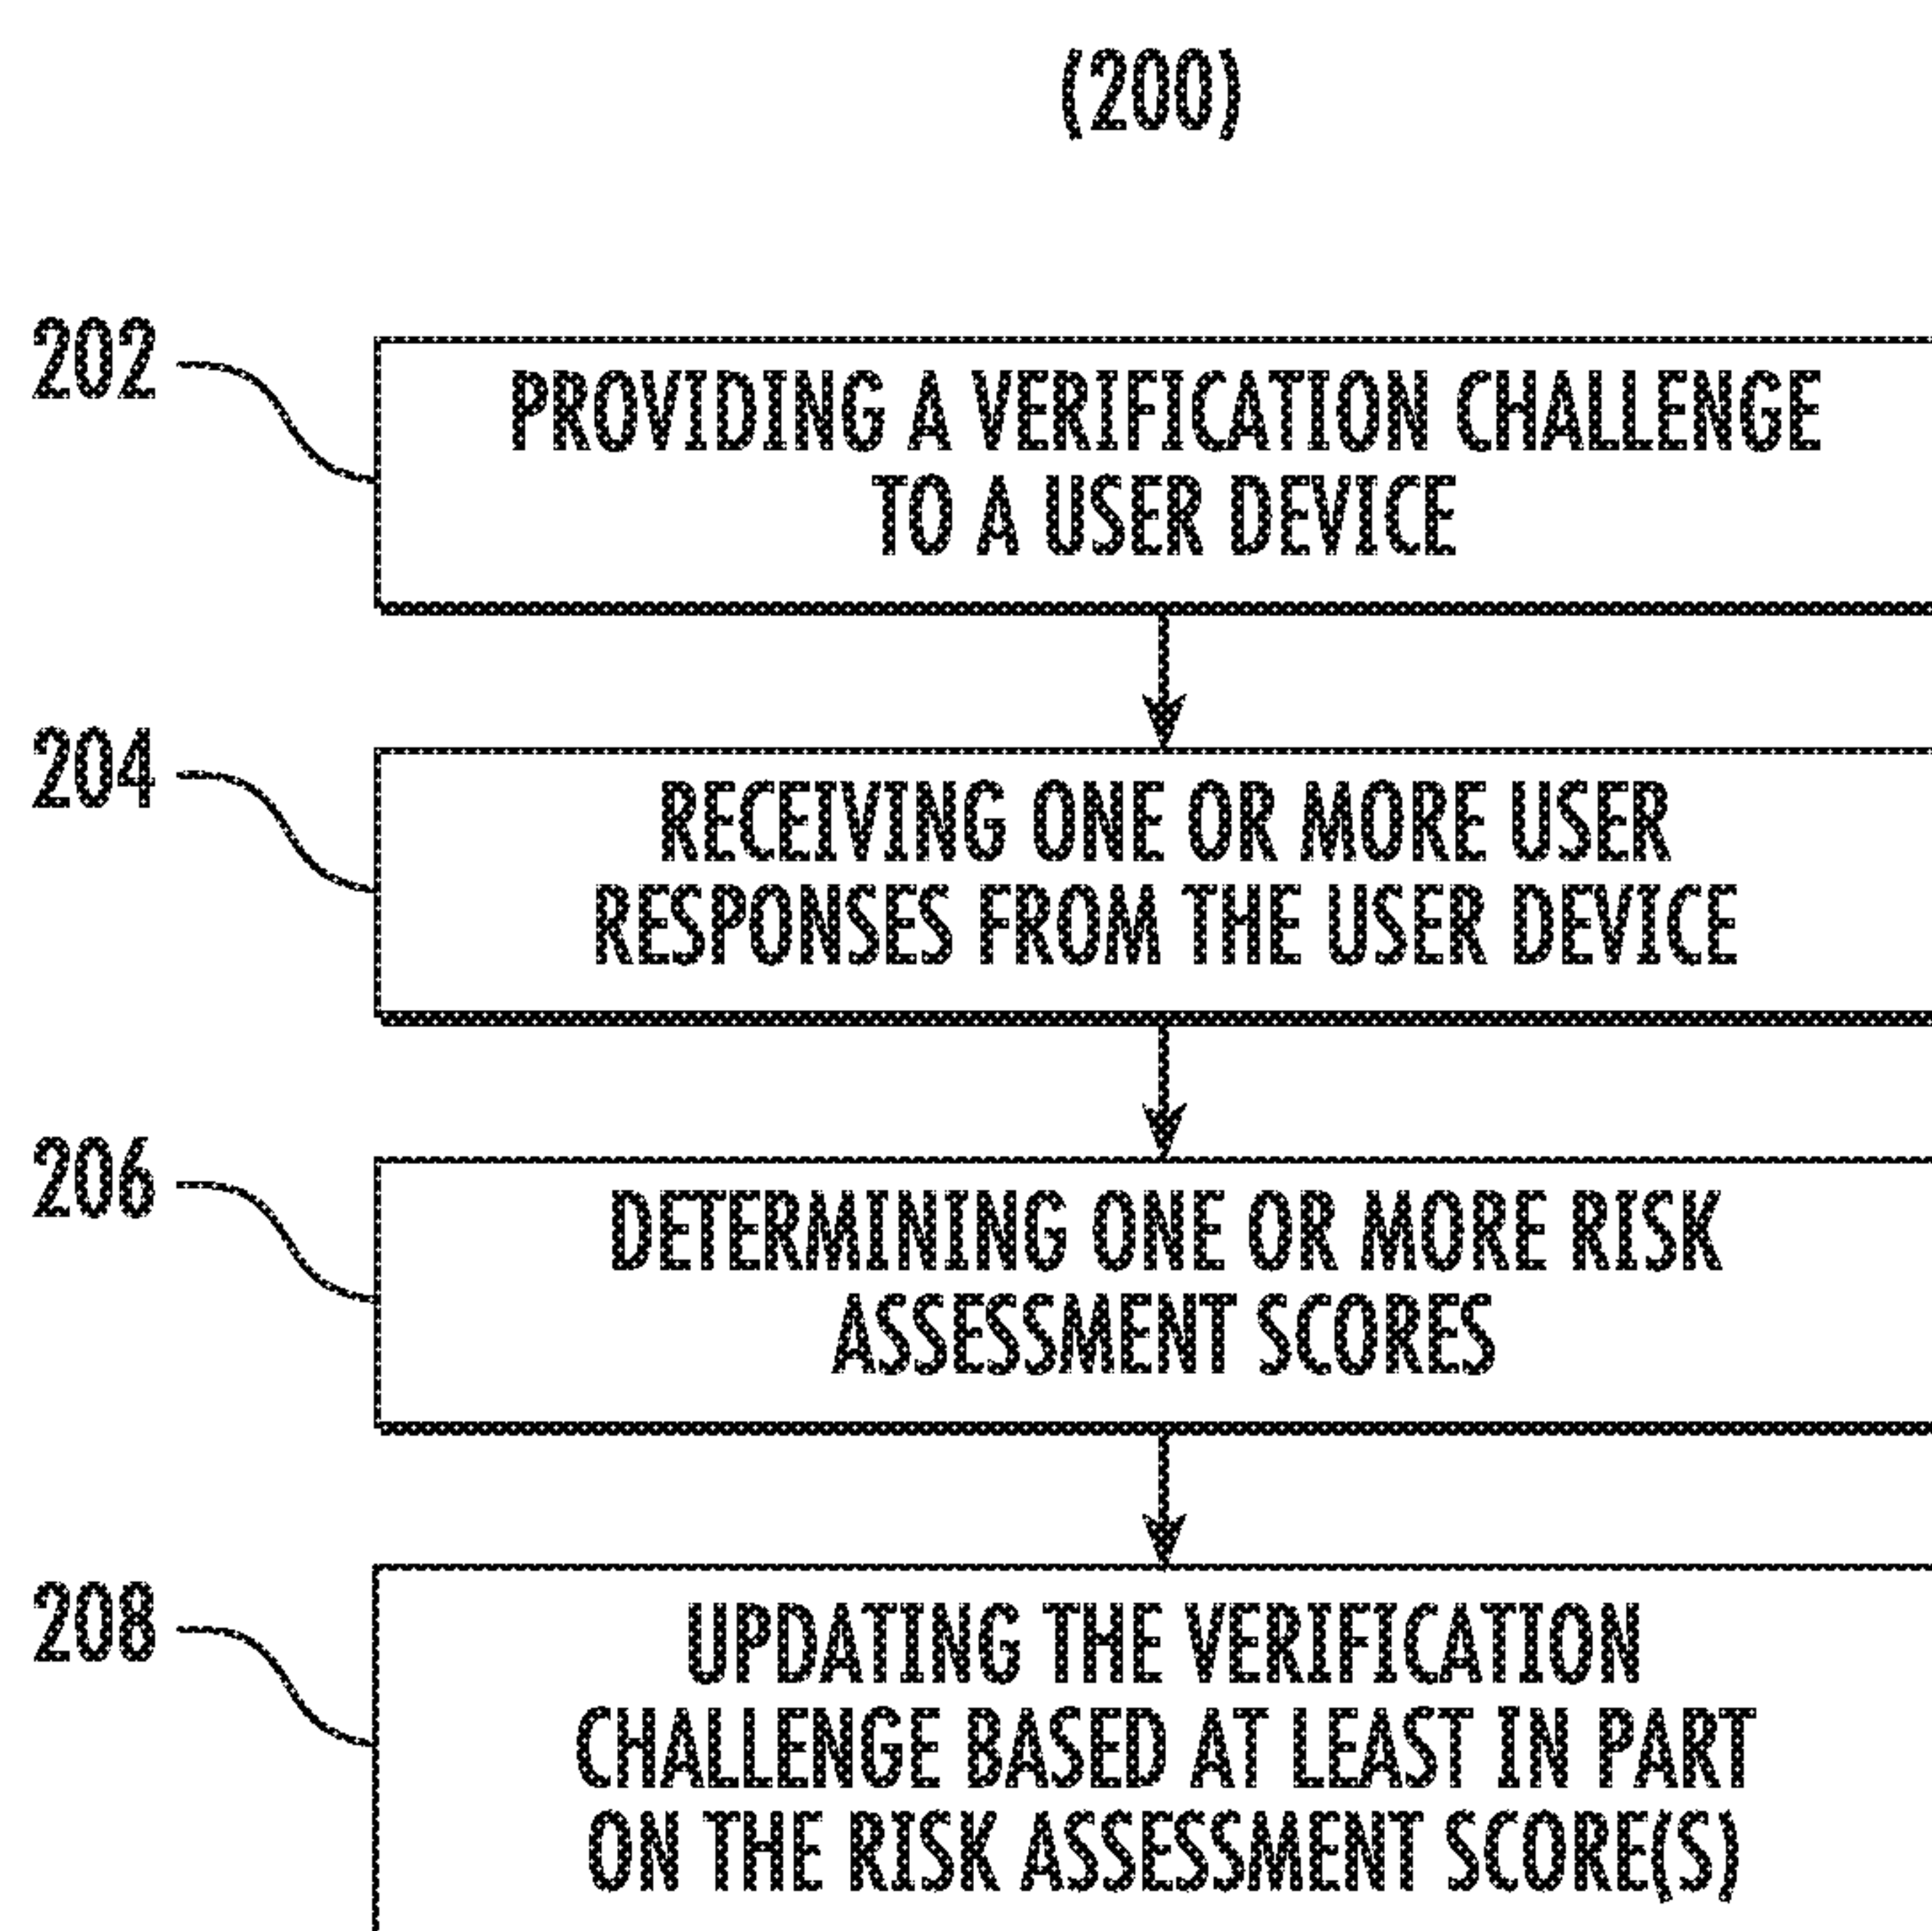 (200)
202
PROVIDING A VERIFICATION CHALLENGE
TO A USER DEVICE
204
RECEIVING ONE OR MORE USER
RESPONSES FROM THE USER DEVICE
206
DETERMINING ONE OR MORE RISK
ASSESSMENT SCORES
208
UPDATING THE VERIFICATION
CHALLENGE BASED AT LEAST IN PART
ON THE RISK ASSESSMENT SCORE(S)